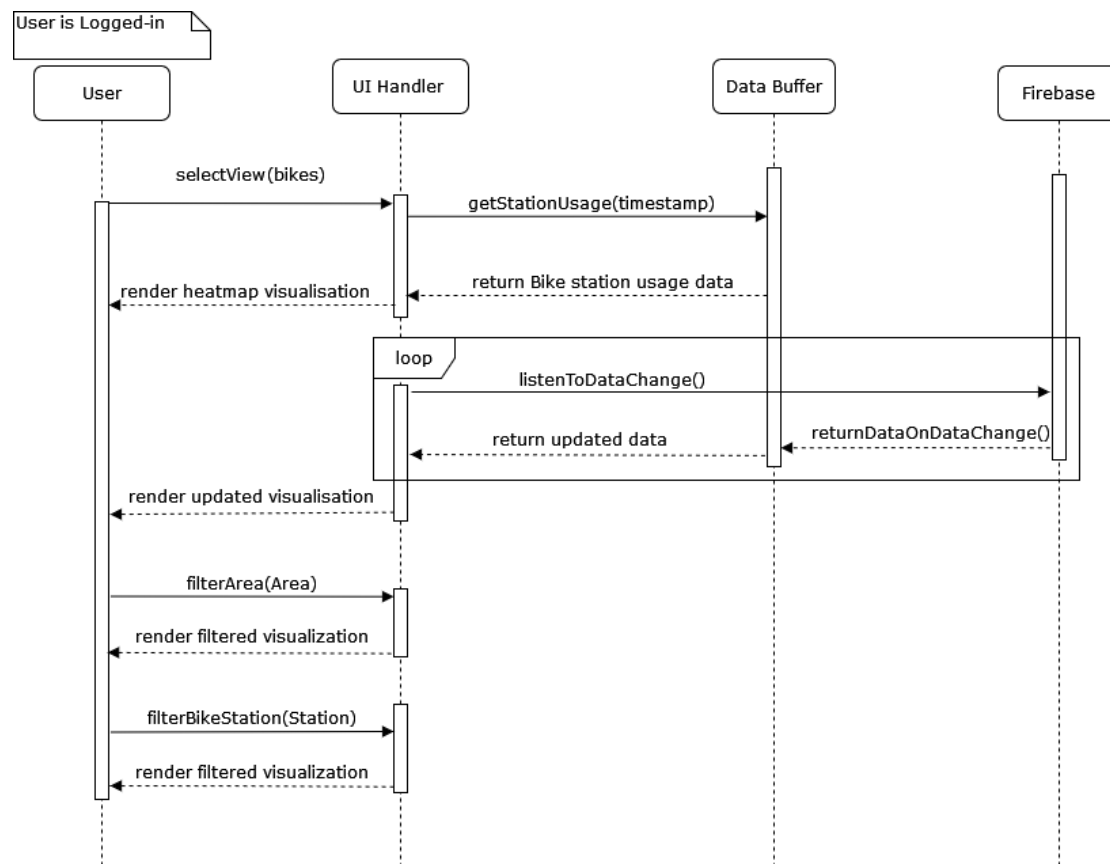 User is Logged-in
User
UI Handler
Data Buffer
Firebase
selectView(bikes)
getStationUsage(timestamp)
return Bike station usage data
render heatmap visualisation
loop
listenToDataChange()
returnDataOnDataChange()
return updated data
render updated visualisation
filterArea(Area)
render filtered visualization
filterBikeStation(Station)
render filtered visualization